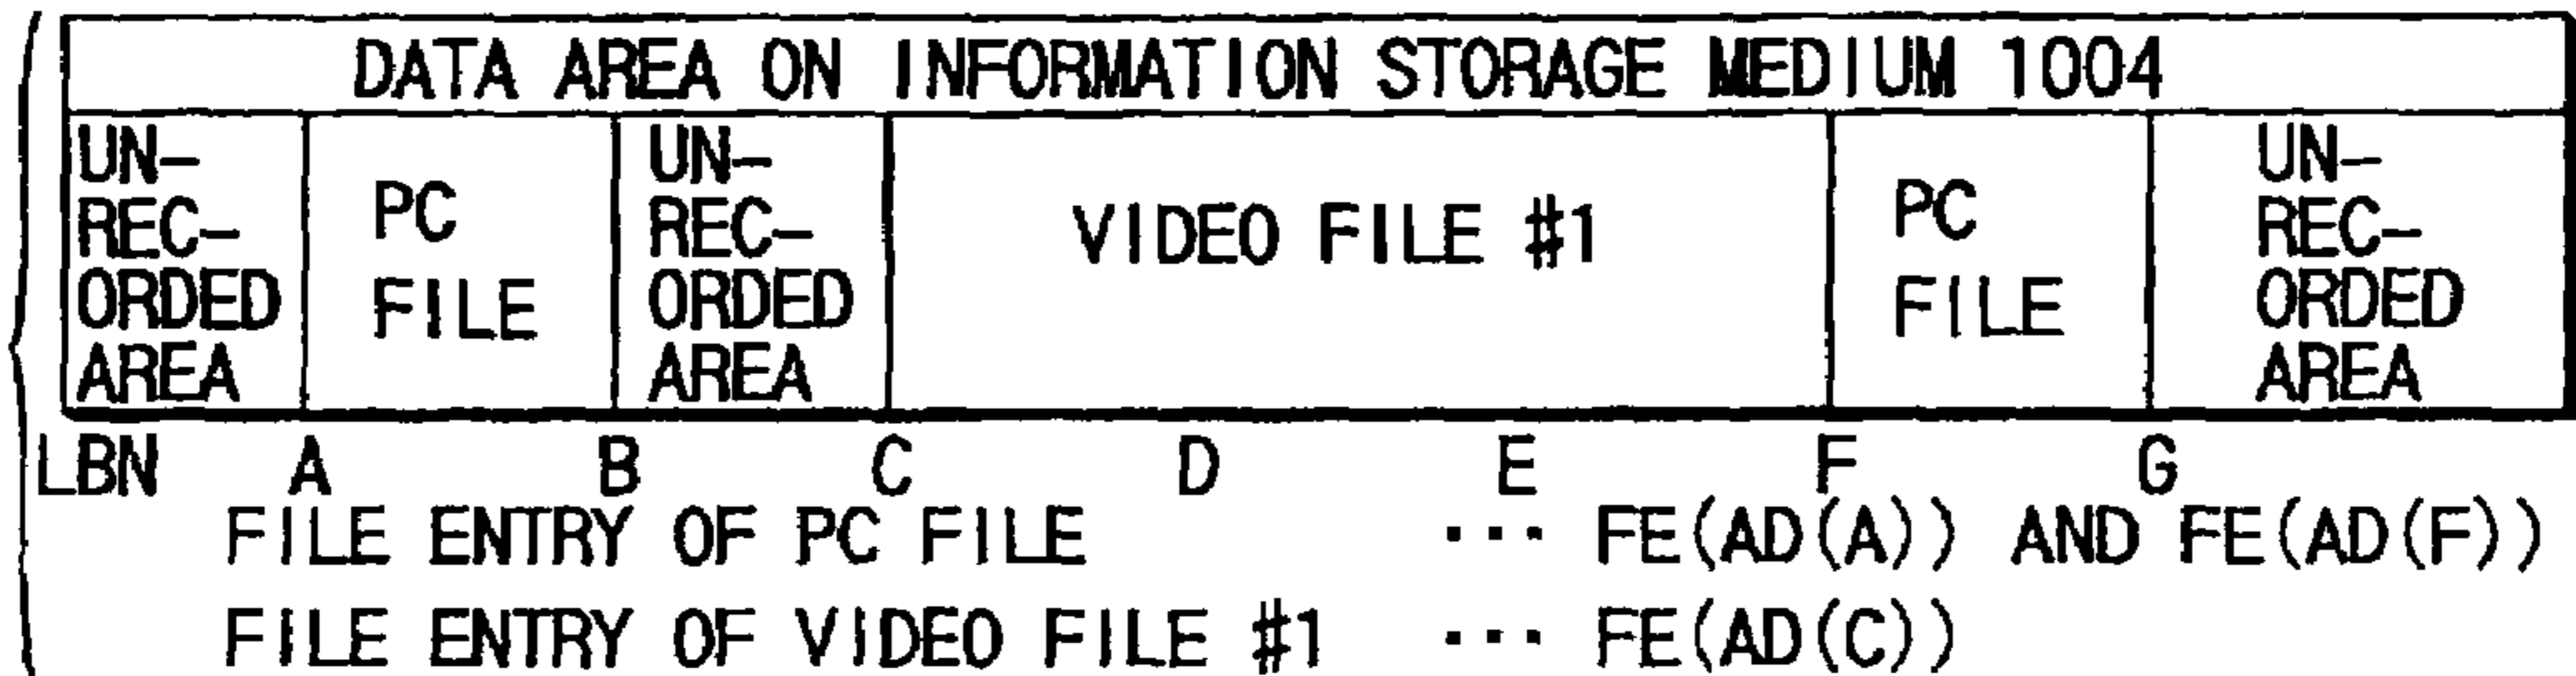 DATA AREA ON INFORMATION STORAGE MEDIUM 1004
UN-
REC-
ORDED
AREA
PC
FILE
UN-
REC-
ORDED
AREA
VIDEO FILE #1
PC
FILE
UN-
REC-
ORDED
AREA
LBN A B C D E F G
FILE ENTRY OF PC FILE ··· FE(AD(A)) AND FE(AD(F))
FILE ENTRY OF VIDEO FILE #1 ··· FE(AD(C))